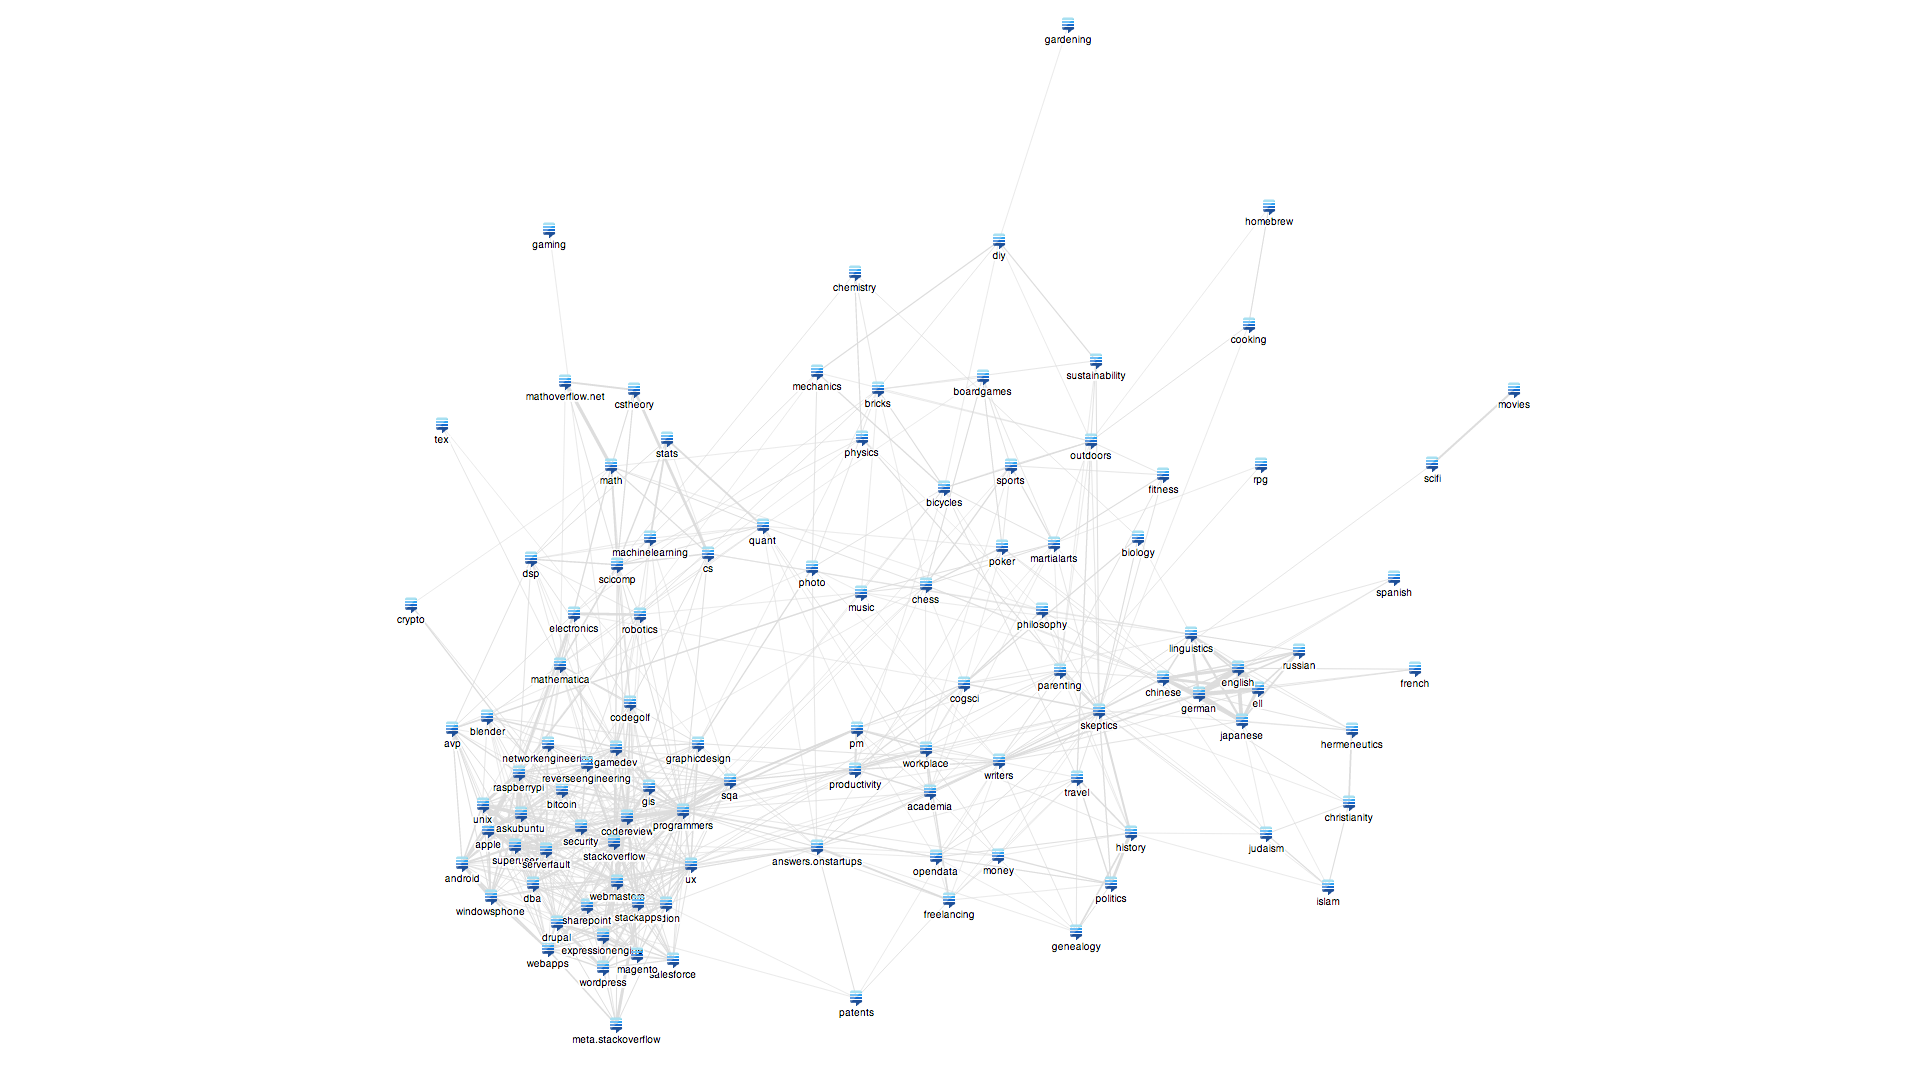 gardening
homebrew
gaming
diy
chemistry
cooking
sustainability
mechanics
boardgames
mathoverflow.net
bricks
cstheory
movies
tex
stats
physics
outdoors
math
sports
scifi
rpg
fitness
bicycles
quant
machinelearning
biology
martialarts
poker
cs
dsp
scicomp
photo
spanish
chess
music
crypto
philosophy
electronics
robotics
linguistics
russian
mathematica
english
french
parenting
chinese
cogsci
ell
german
codegolf
skeptics
blender
japanese
avp
pm
hermeneutics
networkengineering
gamedev
graphicdesign
workplace
writers
reverseengineering
productivity
raspberrypi
travel
sqa
gis
bitcoin
academia
christianity
unix
programmers
askubuntu
codereview
security
apple
history
judaism
stackoverflow
superuser
answers.onstartups
serverfault
opendata
money
android
ux
webmasters
dba
politics
islam
windowsphone
freelancing
stackapps
tion
sharepoint
drupal
genealogy
expressionengi
webapps
magento
alesforce
wordpress
patents
meta.stackoverflow